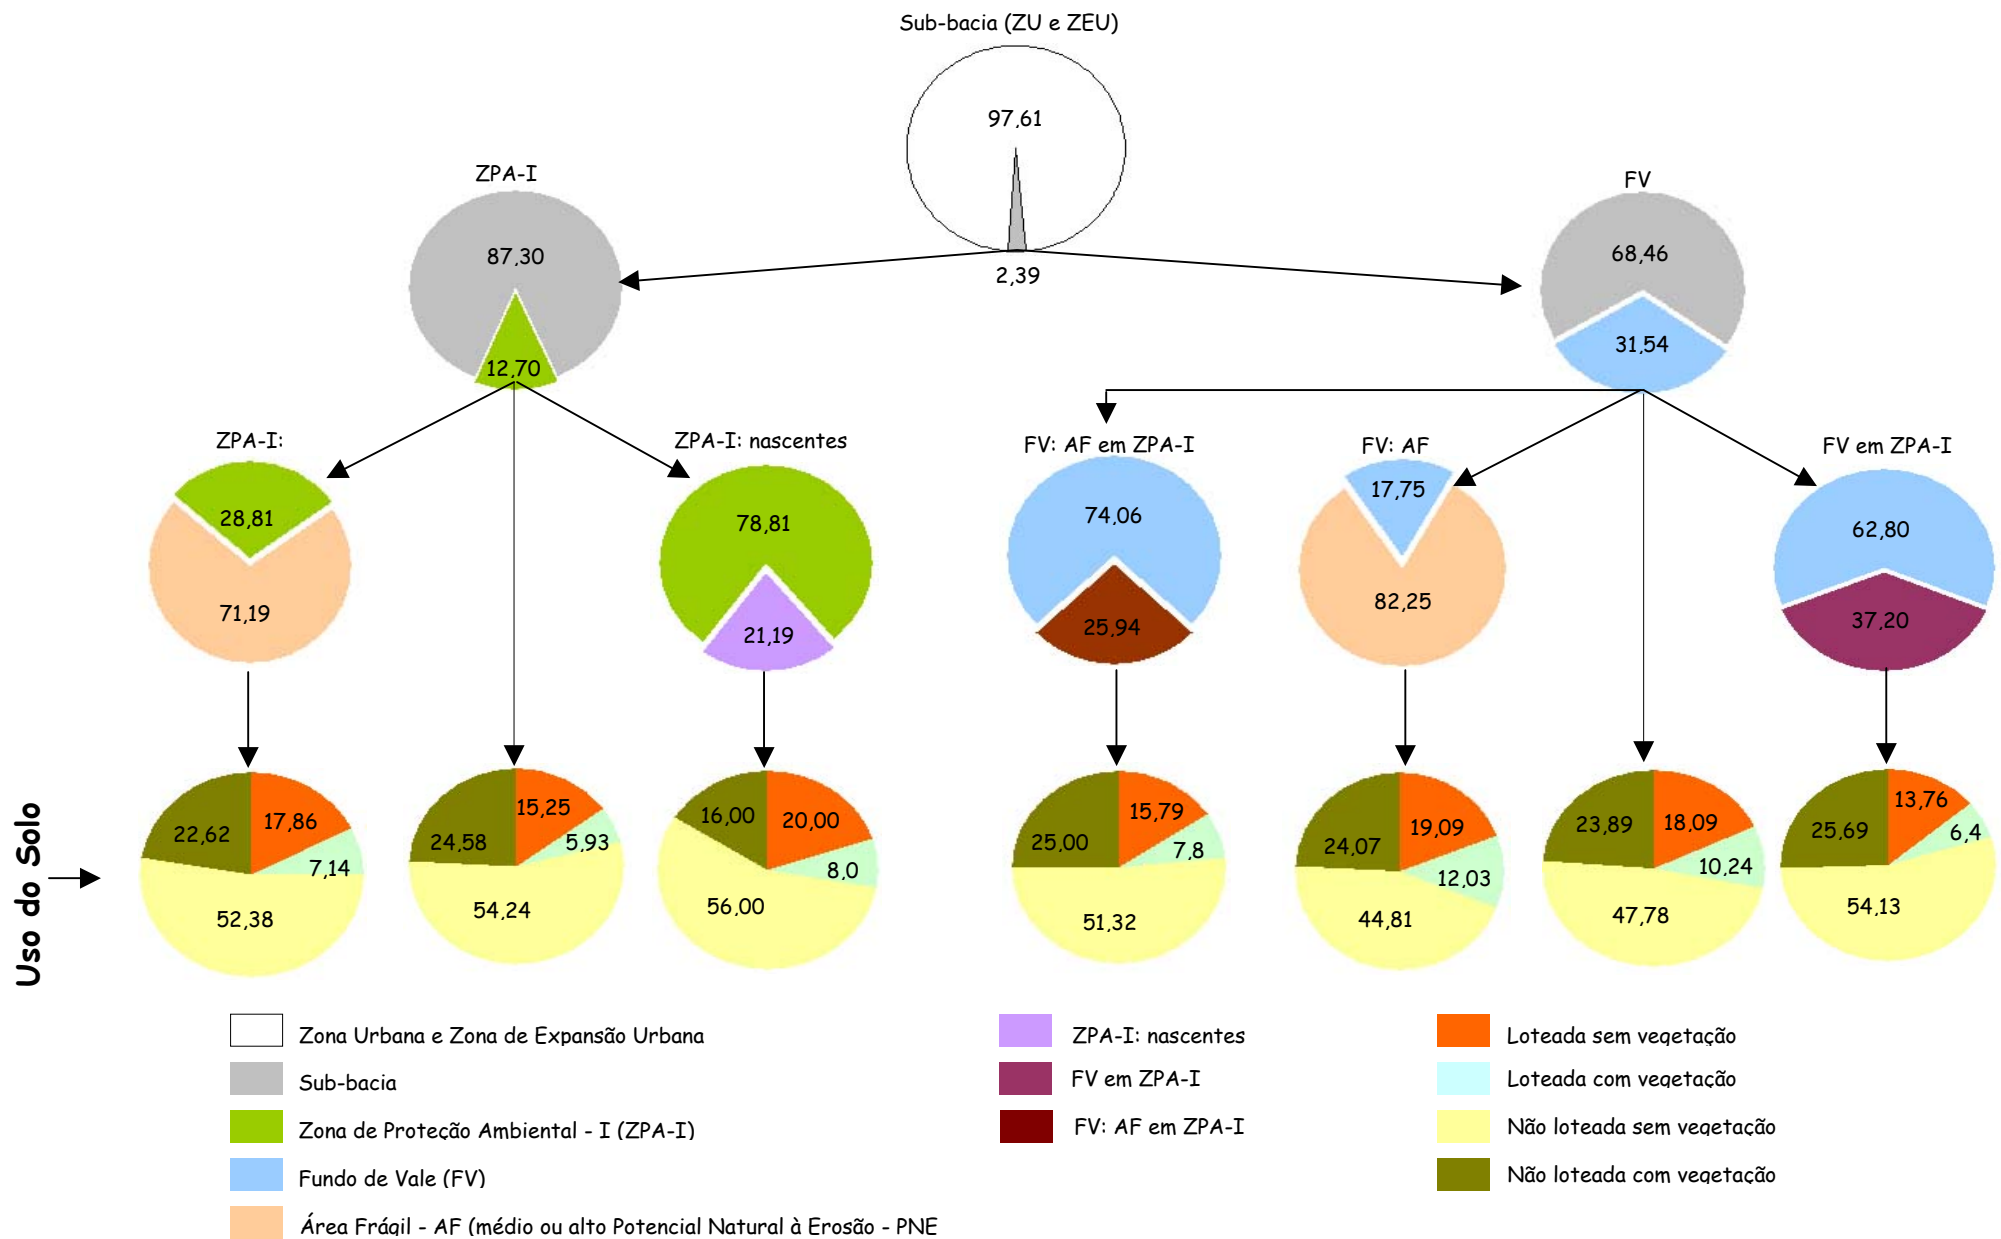 Sub-bacia (ZU e ZEU)
97,61
2,39
ZPA-I
87,30
12,70
FV
68,46
31,54
ZPA-I:
28,81
71,19
ZPA-I: nascentes
78,81
21,19
FV: AF em ZPA-I
74,06
25,94
FV: AF
17,75
82,25
FV em ZPA-I
62,80
37,20
Uso do Solo
22,62
17,86
7,14
52,38
24,58
15,25
5,93
54,24
16,00
20,00
8,0
56,00
25,00
15,79
7,8
51,32
24,07
19,09
12,03
44,81
23,89
18,09
10,24
47,78
25,69
13,76
6,4
54,13
Zona Urbana e Zona de Expansão Urbana
Sub-bacia
Zona de Proteção Ambiental - I (ZPA-I)
Fundo de Vale (FV)
Área Frágil - AF (médio ou alto Potencial Natural à Erosão - PNE
ZPA-I: nascentes
FV em ZPA-I
FV: AF em ZPA-I
Loteada sem vegetação
Loteada com vegetação
Não loteada sem vegetação
Não loteada com vegetação